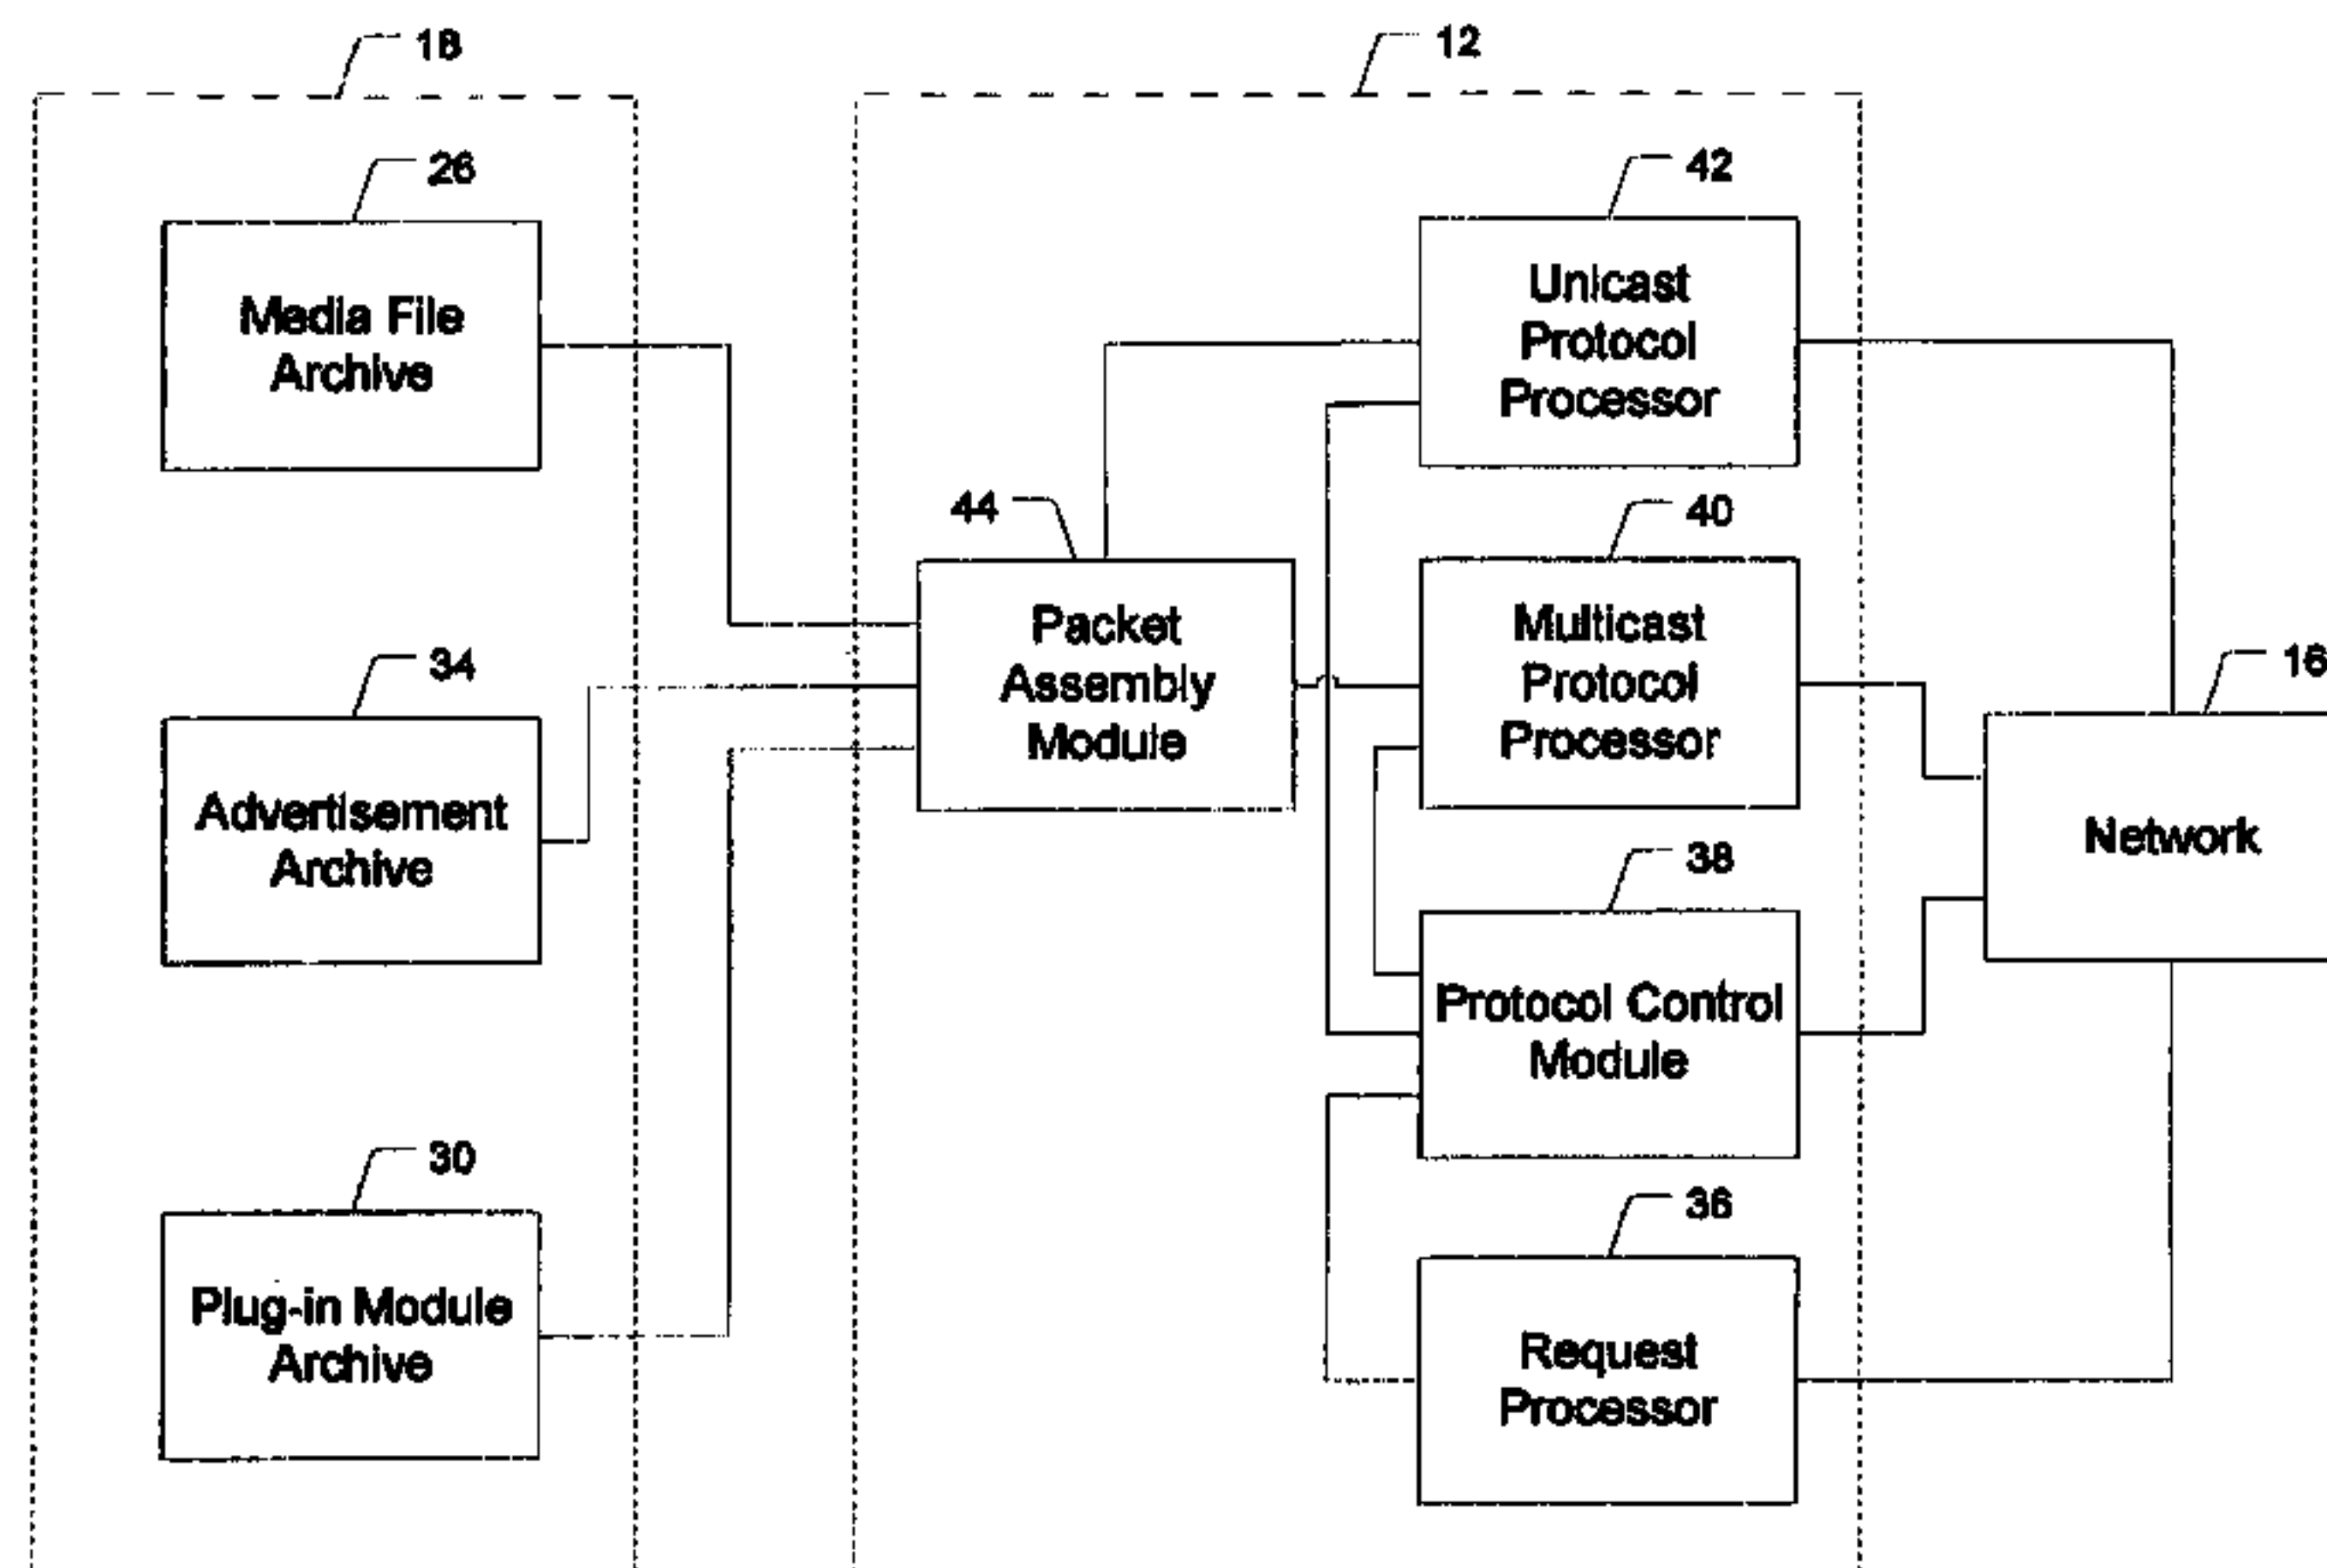 18
12
26
Media File
Archive
42
Unicast
Protocol
Processor
44
Packet
Assembly
Module
40
Multicast
Protocol
Processor
34
Advertisement
Archive
38
Protocol Control
Module
16
Network
30
Plug-in Module
Archive
36
Request
Processor